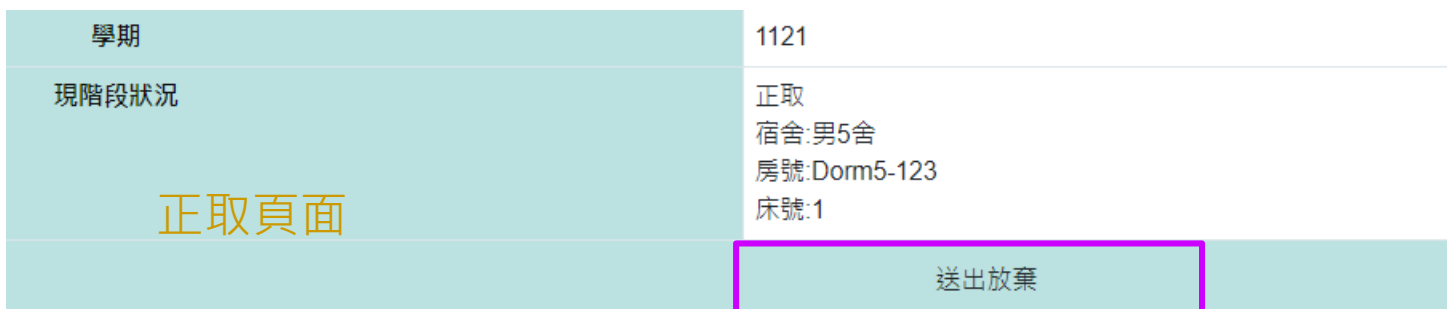 學期
1121
現階段狀況
正取
宿舍:男5舍
房號:Dorm5-123
床號:1
正取頁面
送出放棄